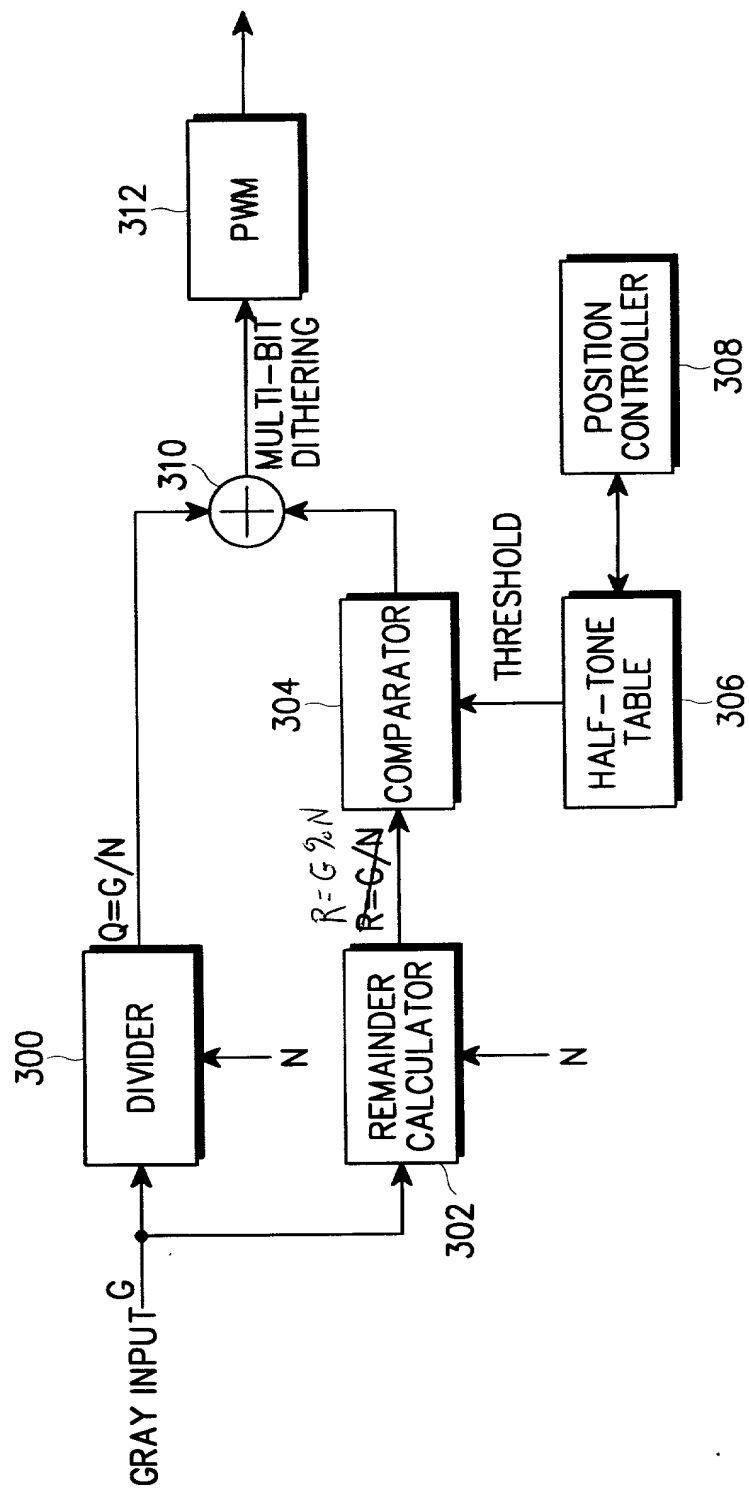 GRAY INPUT G
300
DIVIDER
N
Q=G/N
302
REMAINDER
CALCULATOR
N
R=G%N
R=G/N
304
COMPARATOR
THRESHOLD
306
HALF-TONE
TABLE
308
POSITION
CONTROLLER
310
MULTI-BIT
DITHERING
312
PWM